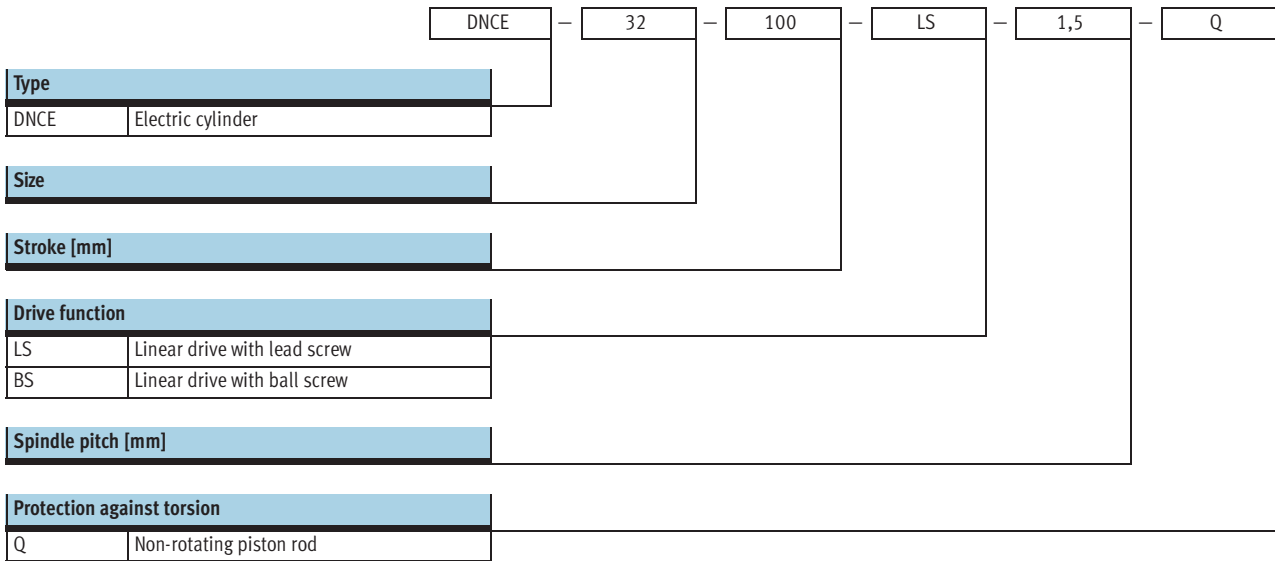 DNCE – 32 – 100 – LS – 1,5 – Q
Type
DNCE Electric cylinder
Size
Stroke [mm]
Drive function
LS Linear drive with lead screw
BS Linear drive with ball screw
Spindle pitch [mm]
Protection against torsion
Q Non-rotating piston rod